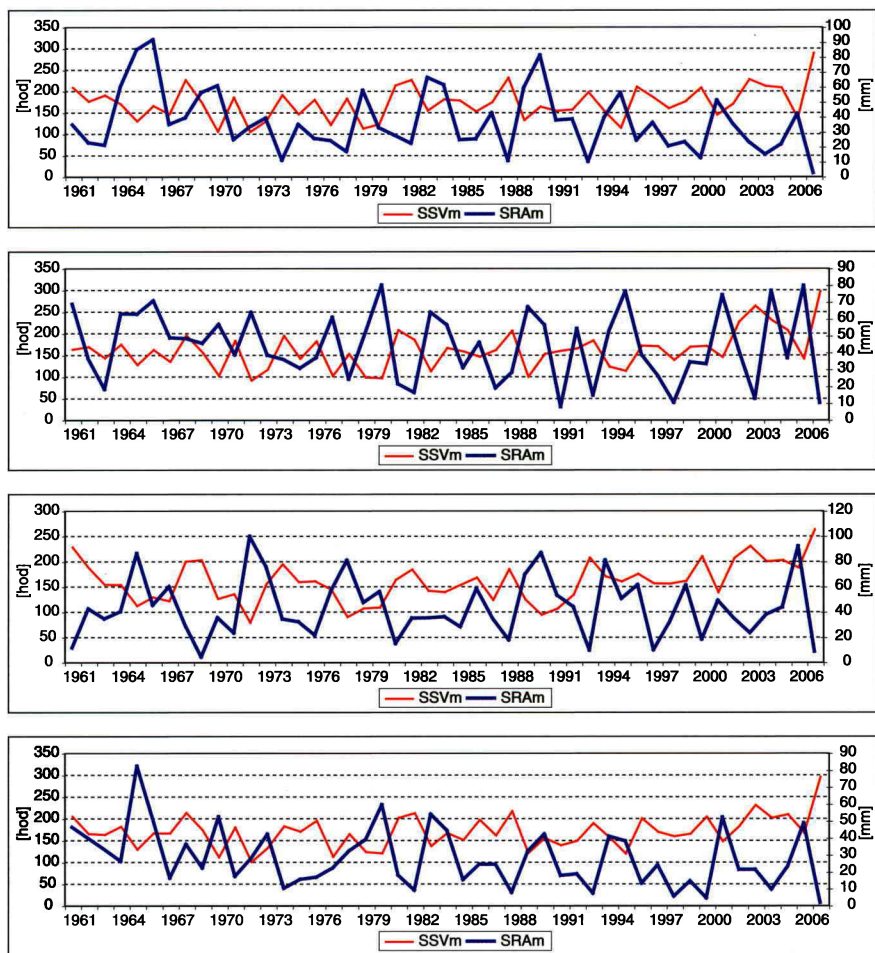 350 300 250 200 150 100 50 0
[hod]
100 90 80 70 60 50 40 30 20 10 0
[mm]
1961 1964 1967 1970 1973 1976 1979 1982 1985 1988 1991 1994 1997 2000 2003 2006
SSVm SRAm
350 300 250 200 150 100 50 0
[hod]
90 80 70 60 50 40 30 20 10 0
[mm]
1961 1964 1967 1970 1973 1976 1979 1982 1985 1988 1991 1994 1997 2000 2003 2006
SSVm SRAm
300 250 200 150 100 50 0
[hod]
120 100 80 60 40 20 0
[mm]
1961 1964 1967 1970 1973 1976 1979 1982 1985 1988 1991 1994 1997 2000 2003 2006
SSVm SRAm
350 300 250 200 150 100 50 0
[hod]
90 80 70 60 50 40 30 20 10 0
[mm]
1961 1964 1967 1970 1973 1976 1979 1982 1985 1988 1991 1994 1997 2000 2003 2006
SSVm SRAm